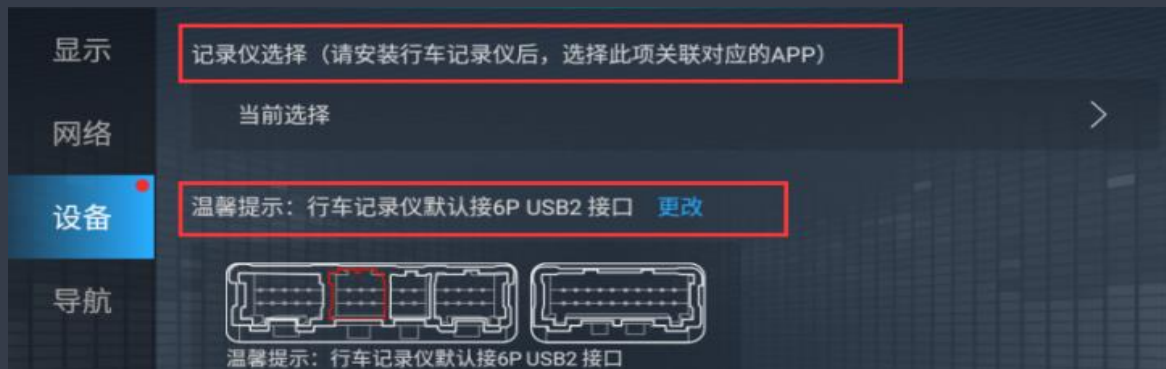 显示
记录仪选择（请安装行车记录仪后，选择此项关联对应的APP）
当前选择
网络
设备
温馨提示：行车记录仪默认接6P USB2 接口 更改
导航
温馨提示：行车记录仪默认接6P USB2 接口